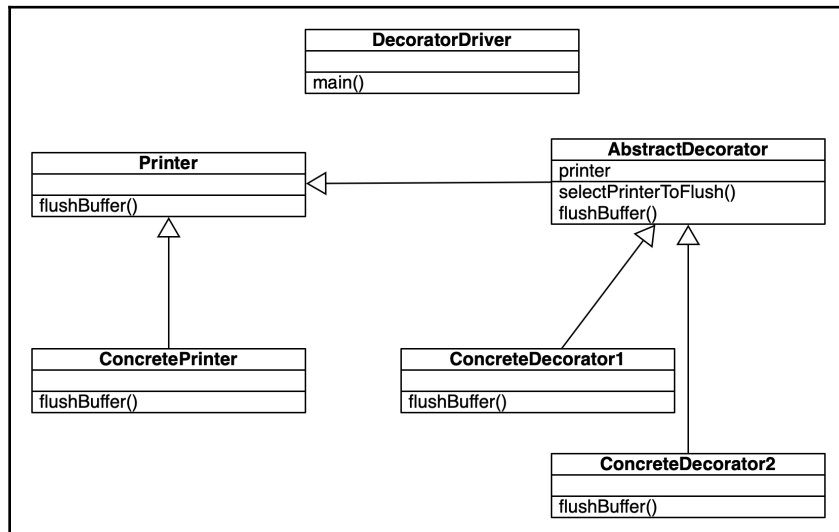 DecoratorDriver
main()
Printer
flushBuffer()
AbstractDecorator
printer
selectPrinterToFlush()
flushBuffer()
ConcretePrinter
flushBuffer()
ConcreteDecorator1
flushBuffer()
ConcreteDecorator2
flushBuffer()